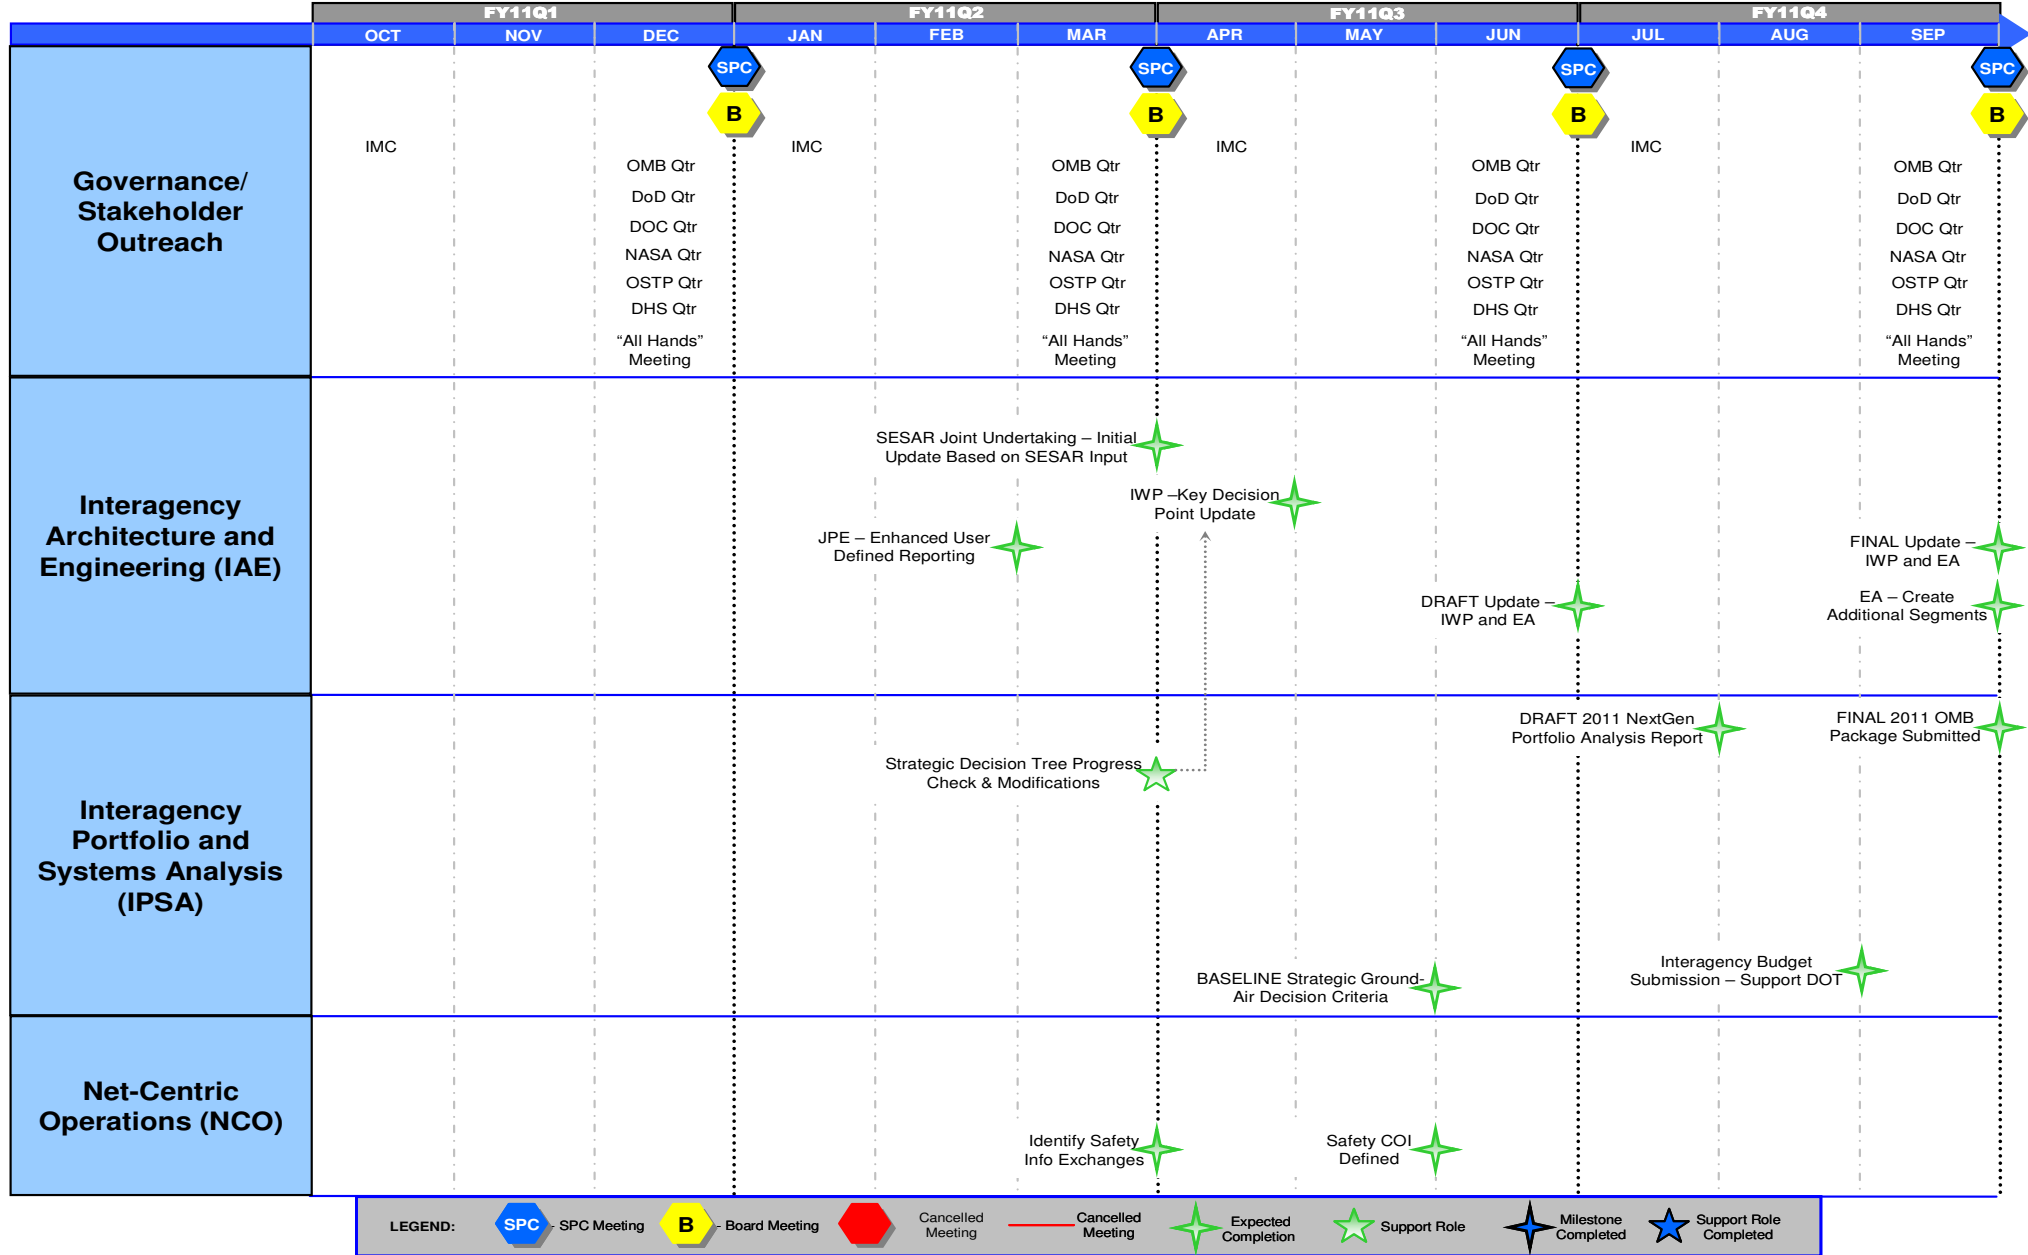 FY11Q1 FY11Q2 FY11Q3 FY11Q4
OCT NOV DEC JAN FEB MAR APR MAY JUN JUL AUG SEP
SPC SPC SPC SPC
B B B B
Governance/
Stakeholder
Outreach
IMC IMC IMC IMC
OMB Qtr OMB Qtr OMB Qtr OMB Qtr
DoD Qtr DoD Qtr DoD Qtr DoD Qtr
DOC Qtr DOC Qtr DOC Qtr DOC Qtr
NASA Qtr NASA Qtr NASA Qtr NASA Qtr
OSTP Qtr OSTP Qtr OSTP Qtr OSTP Qtr
DHS Qtr DHS Qtr DHS Qtr DHS Qtr
“All Hands” “All Hands” “All Hands” “All Hands”
Meeting Meeting Meeting Meeting
Interagency
Architecture and
Engineering (IAE)
SESAR Joint Undertaking – Initial
Update Based on SESAR Input
IWP –Key Decision
Point Update
JPE – Enhanced User
Defined Reporting
FINAL Update –
IWP and EA
DRAFT Update –
IWP and EA
EA – Create
Additional Segments
Interagency
Portfolio and
Systems Analysis
(IPSA)
DRAFT 2011 NextGen
Portfolio Analysis Report
FINAL 2011 OMB
Package Submitted
Strategic Decision Tree Progress
Check & Modifications
BASELINE Strategic Ground-
Air Decision Criteria
Interagency Budget
Submission – Support DOT
Net-Centric
Operations (NCO)
Identify Safety
Info Exchanges
Safety COI
Defined
LEGEND:
SPC - SPC Meeting
B - Board Meeting
Cancelled
Meeting
Cancelled
Meeting
Expected
Completion
Support Role
Milestone
Completed
Support Role
Completed